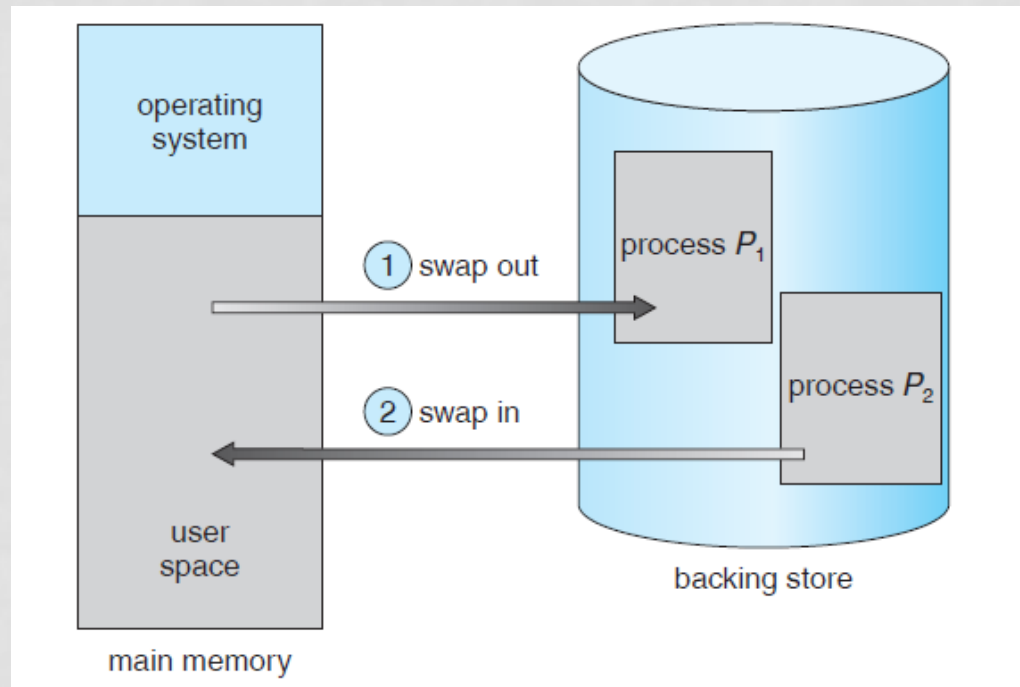 operating
system
1 swap out
process P₁
process P₂
2 swap in
user
space
backing store
main memory